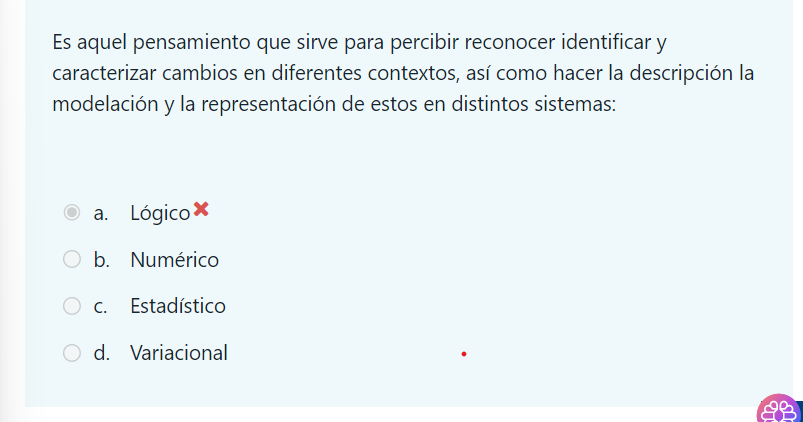 Es aquel pensamiento que sirve para percibir reconocer identificar y
caracterizar cambios en diferentes contextos, así como hacer la descripción la
modelación y la representación de estos en distintos sistemas:
a. Lógico
b. Numérico
c. Estadístico
d. Variacional